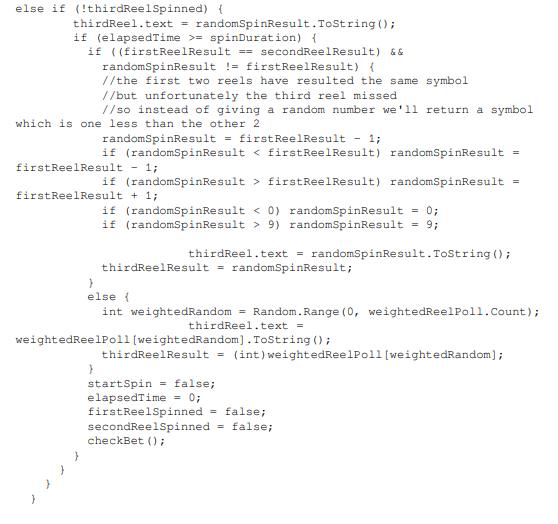 else if (!thirdReelSpinned) {
thirdReel.text = randomSpinResult.ToString();
if (elapsedTime >= spinDuration) {
if ((firstReelResult == secondReelResult) &&
randomSpinResult != firstReelResult) {
//the first two reels have resulted the same symbol
//but unfortunately the third reel missed
//so instead of giving a random number we'll return a symbol
which is one less than the other 2
randomSpinResult = firstReelResult - 1;
if (randomSpinResult < firstReelResult) randomSpinResult =
firstReelResult - 1;
if (randomSpinResult > firstReelResult) randomSpinResult =
firstReelResult + 1;
if (randomSpinResult < 0) randomSpinResult = 0;
if (randomSpinResult > 9) randomSpinResult = 9;
thirdReel.text = randomSpinResult.ToString();
thirdReelResult = randomSpinResult;
}
else {
int weightedRandom = Random.Range(0, weightedReelPoll.Count);
thirdReel.text =
weightedReelPoll[weightedRandom].ToString();
thirdReelResult = (int)weightedReelPoll[weightedRandom];
}
startSpin = false;
elapsedTime = 0;
firstReelSpinned = false;
secondReelSpinned = false;
checkBet();
}
}
}
}